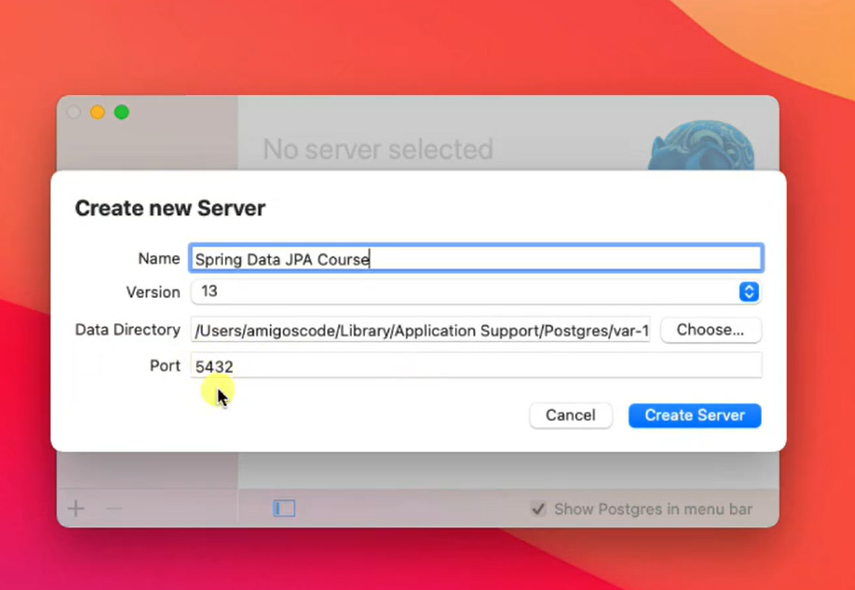 No server selected
Create new Server
Name Spring Data JPA Course
Version 13
Data Directory /Users/amigoscode/Library/Application Support/Postgres/var-1 Choose...
Port 5432
Cancel Create Server
Show Postgres in menu bar